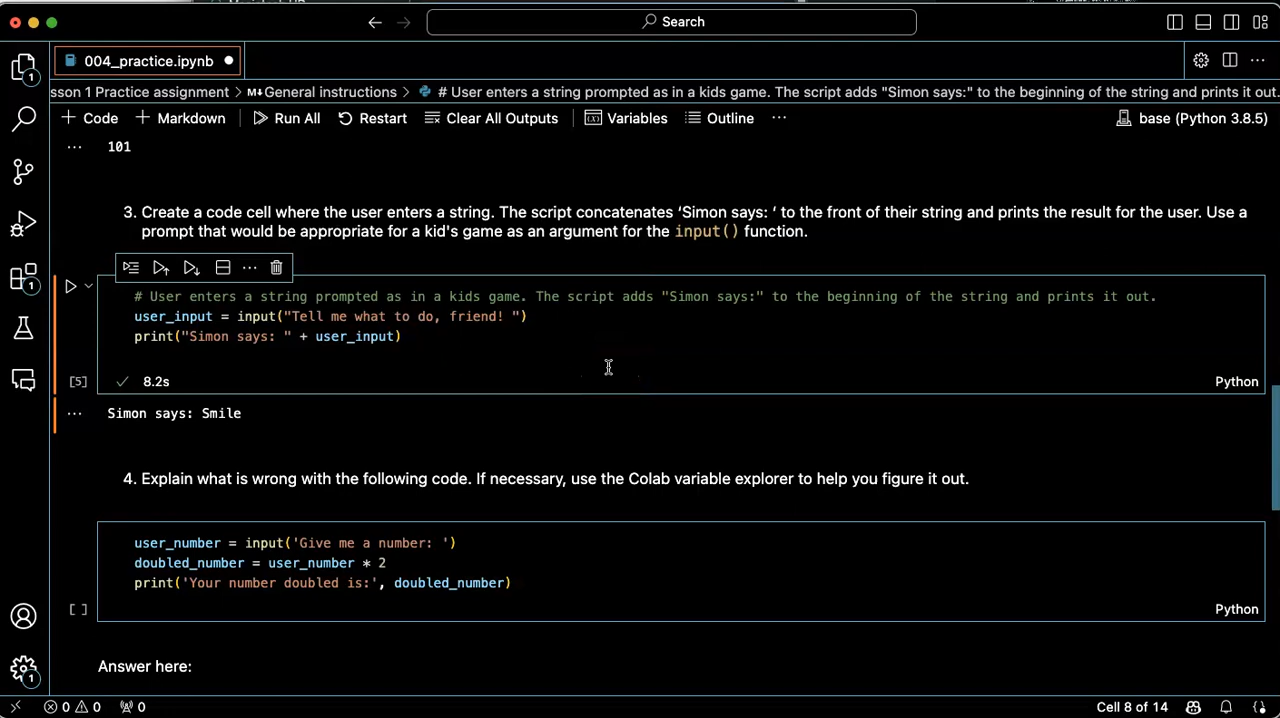 Search
004_practice.ipynb
sson 1 Practice assignment > M↓General instructions > # User enters a string prompted as in a kids game. The script adds "Simon says:" to the beginning of the string and prints it out.
+ Code + Markdown Run All Restart Clear All Outputs Variables Outline ... base (Python 3.8.5)
... 101
3. Create a code cell where the user enters a string. The script concatenates ‘Simon says: ‘ to the front of their string and prints the result for the user. Use a
prompt that would be appropriate for a kid's game as an argument for the input() function.
# User enters a string prompted as in a kids game. The script adds "Simon says:" to the beginning of the string and prints it out.
user_input = input("Tell me what to do, friend! ")
print("Simon says: " + user_input)
[5] 8.2s Python
... Simon says: Smile
4. Explain what is wrong with the following code. If necessary, use the Colab variable explorer to help you figure it out.
user_number = input('Give me a number: ')
doubled_number = user_number * 2
print('Your number doubled is:', doubled_number)
[ ] Python
Answer here:
1
1
1
0 0 0 Cell 8 of 14